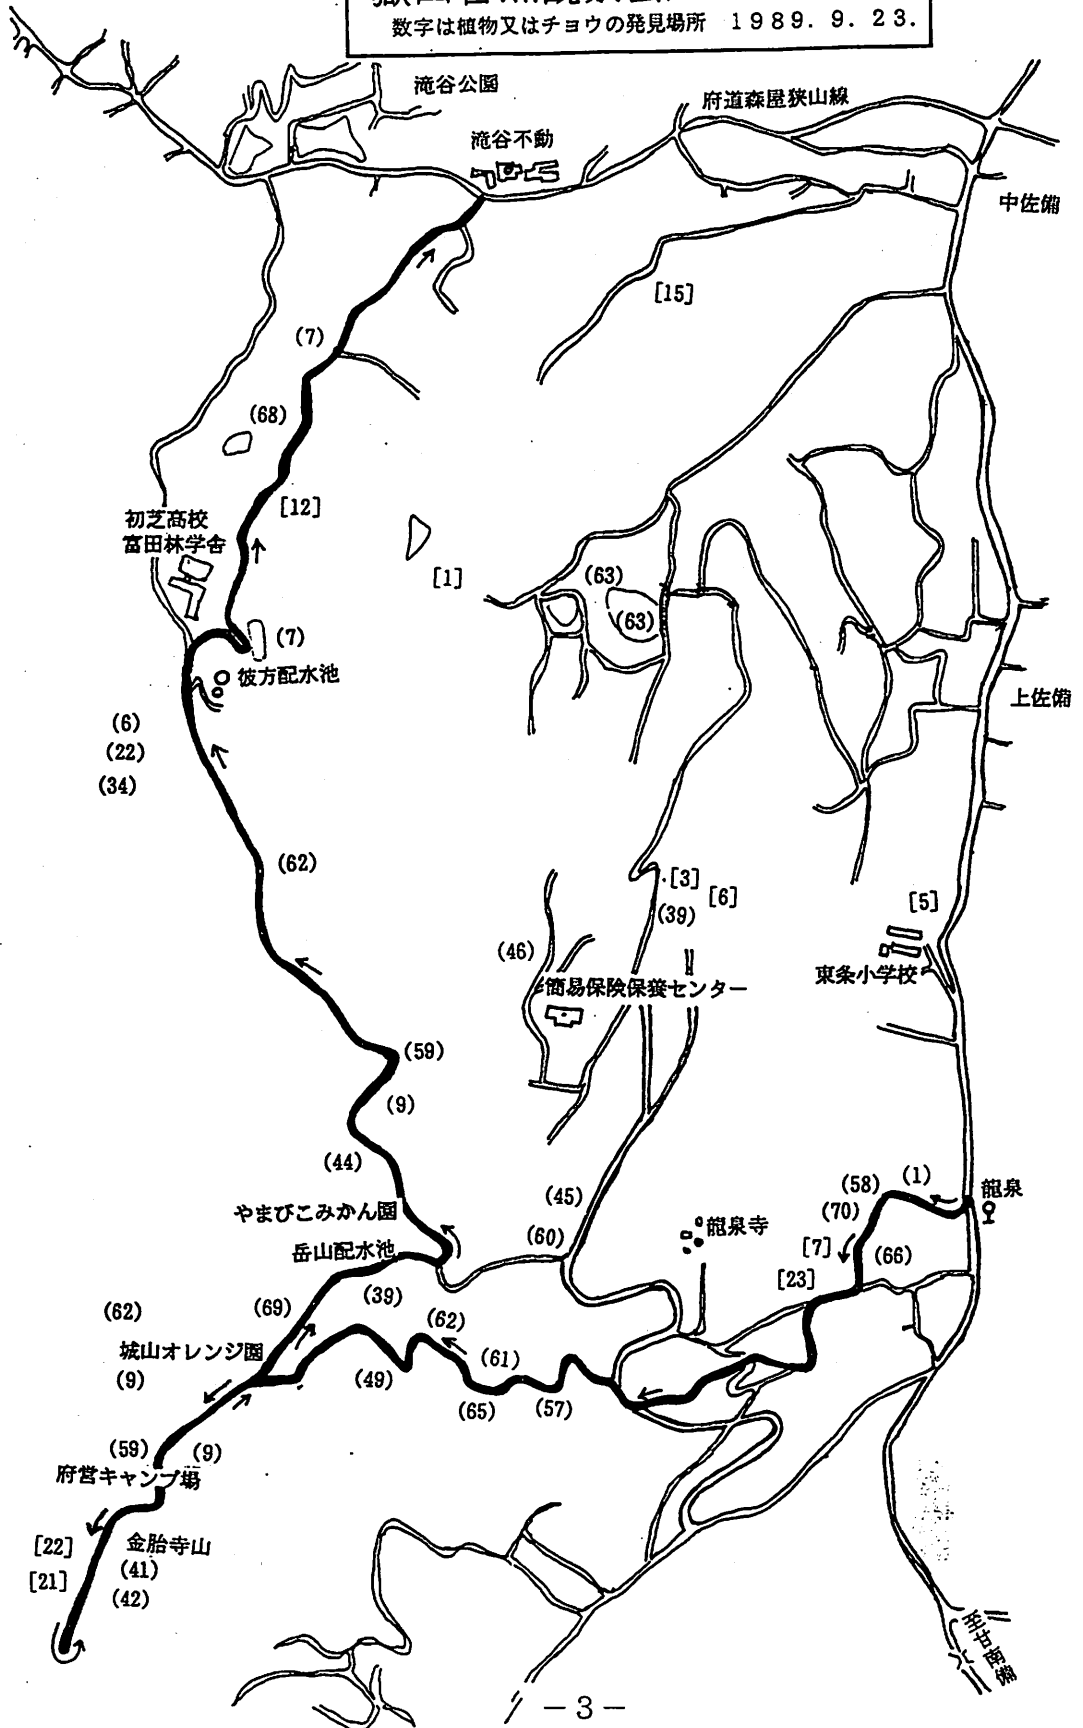 数字は植物又はチョウの発見場所 1989. 9. 23.
滝谷公園
府道森屋狭山線
滝谷不動
中佐備
[15]
(7)
(68)
[12]
初芝高校
富田林学舎
[1]
(63)
(63)
(7)
彼方配水池
上佐備
(6)
(22)
(34)
(62)
[3]
[6]
[5]
(39)
(46)
東条小学校
簡易保険保養センター
(59)
(9)
(44)
(58)
(1)
龍泉
(45)
(70)
やまびこみかん園
龍泉寺
岳山配水池
(60)
[7]
(66)
[23]
(39)
(69)
(62)
(62)
城山オレンジ園
(61)
(9)
(49)
(65)
(57)
(59)
(9)
府営キャンプ場
[22]
金胎寺山
[21]
(41)
(42)
至甘南備
-3-